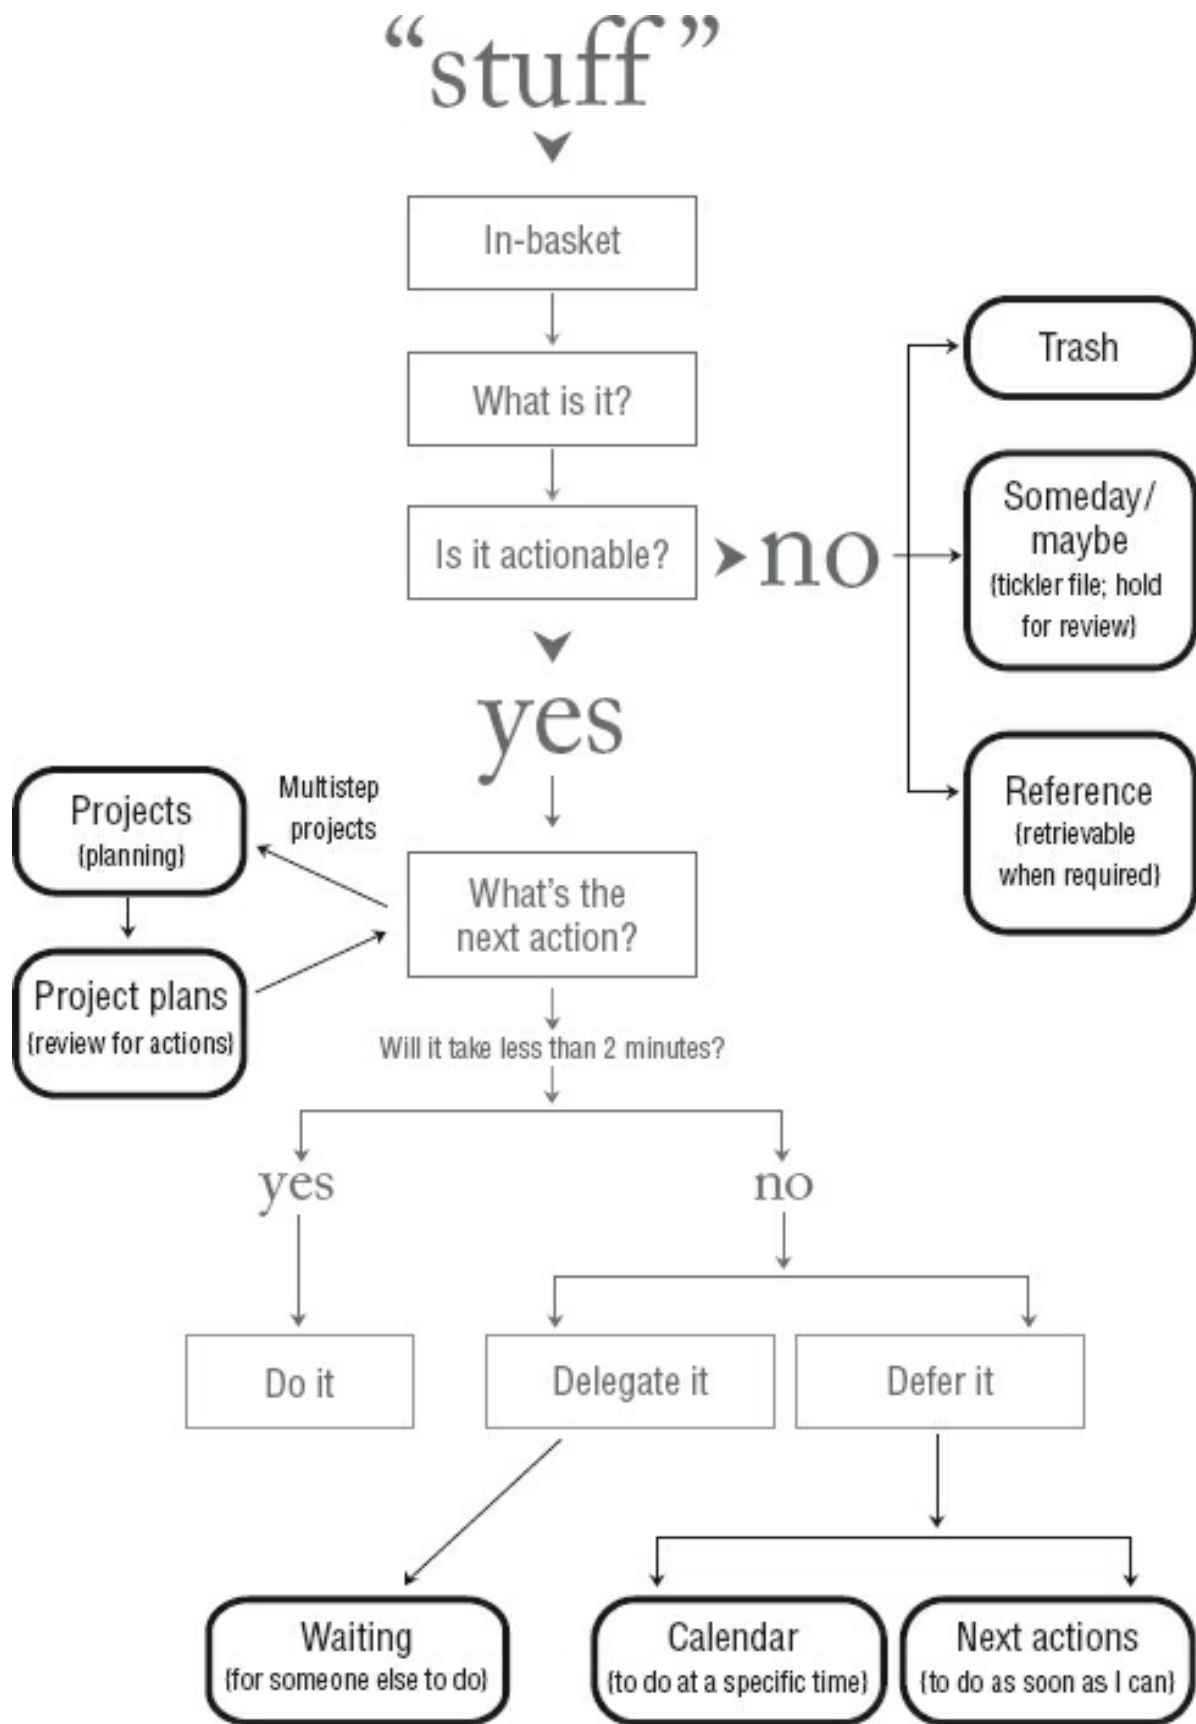 “stuff”
In-basket
What is it?
Is it actionable?
no
Trash
Someday/
maybe
{tickler file; hold
for review}
Reference
{retrievable
when required}
yes
Multistep
projects
Projects
{planning}
Project plans
{review for actions}
What’s the
next action?
Will it take less than 2 minutes?
yes
no
Do it
Delegate it
Defer it
Waiting
{for someone else to do}
Calendar
{to do at a specific time}
Next actions
{to do as soon as I can}